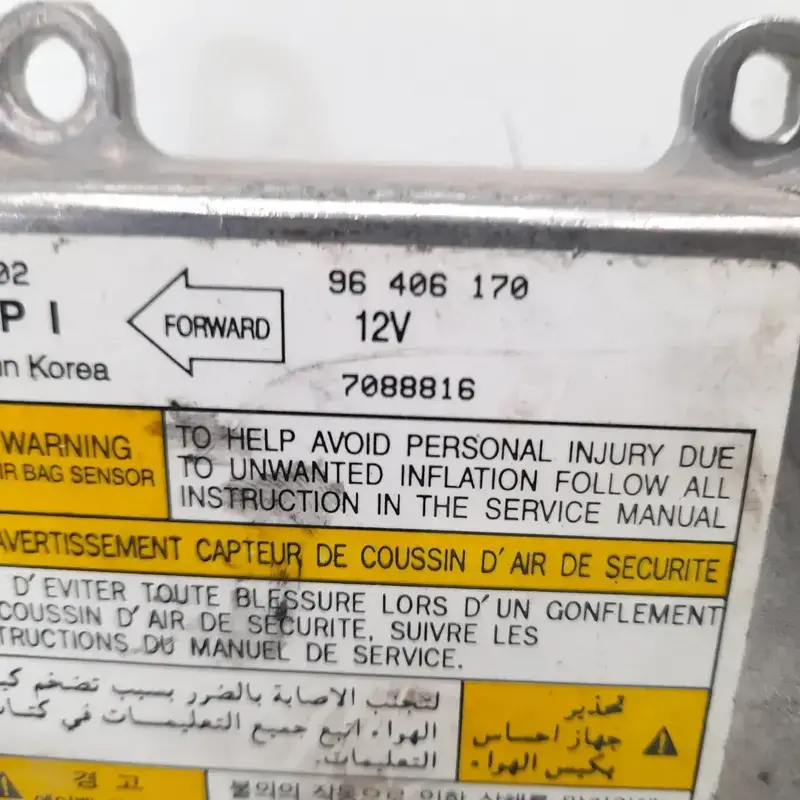 02
96 406 170
P I
FORWARD
12V
in Korea
7088816
WARNING
AIR BAG SENSOR
TO HELP AVOID PERSONAL INJURY DUE
TO UNWANTED INFLATION FOLLOW ALL
INSTRUCTION IN THE SERVICE MANUAL
AVERTISSEMENT CAPTEUR DE COUSSIN D'AIR DE SECURITE
D'EVITER TOUTE BLESSURE LORS D'UN GONFLEMENT
COUSSIN D'AIR DE SECURITE, SUIVRE LES
TRUCTIONS DU MANUEL DE SERVICE.
لتجنب الاصابة بالضرر بسبب تضخم
الهواء اتبع جميع التعليمات في
التعليمات.
تحذير
جهاز احساس
بكيس الهواء
경 고